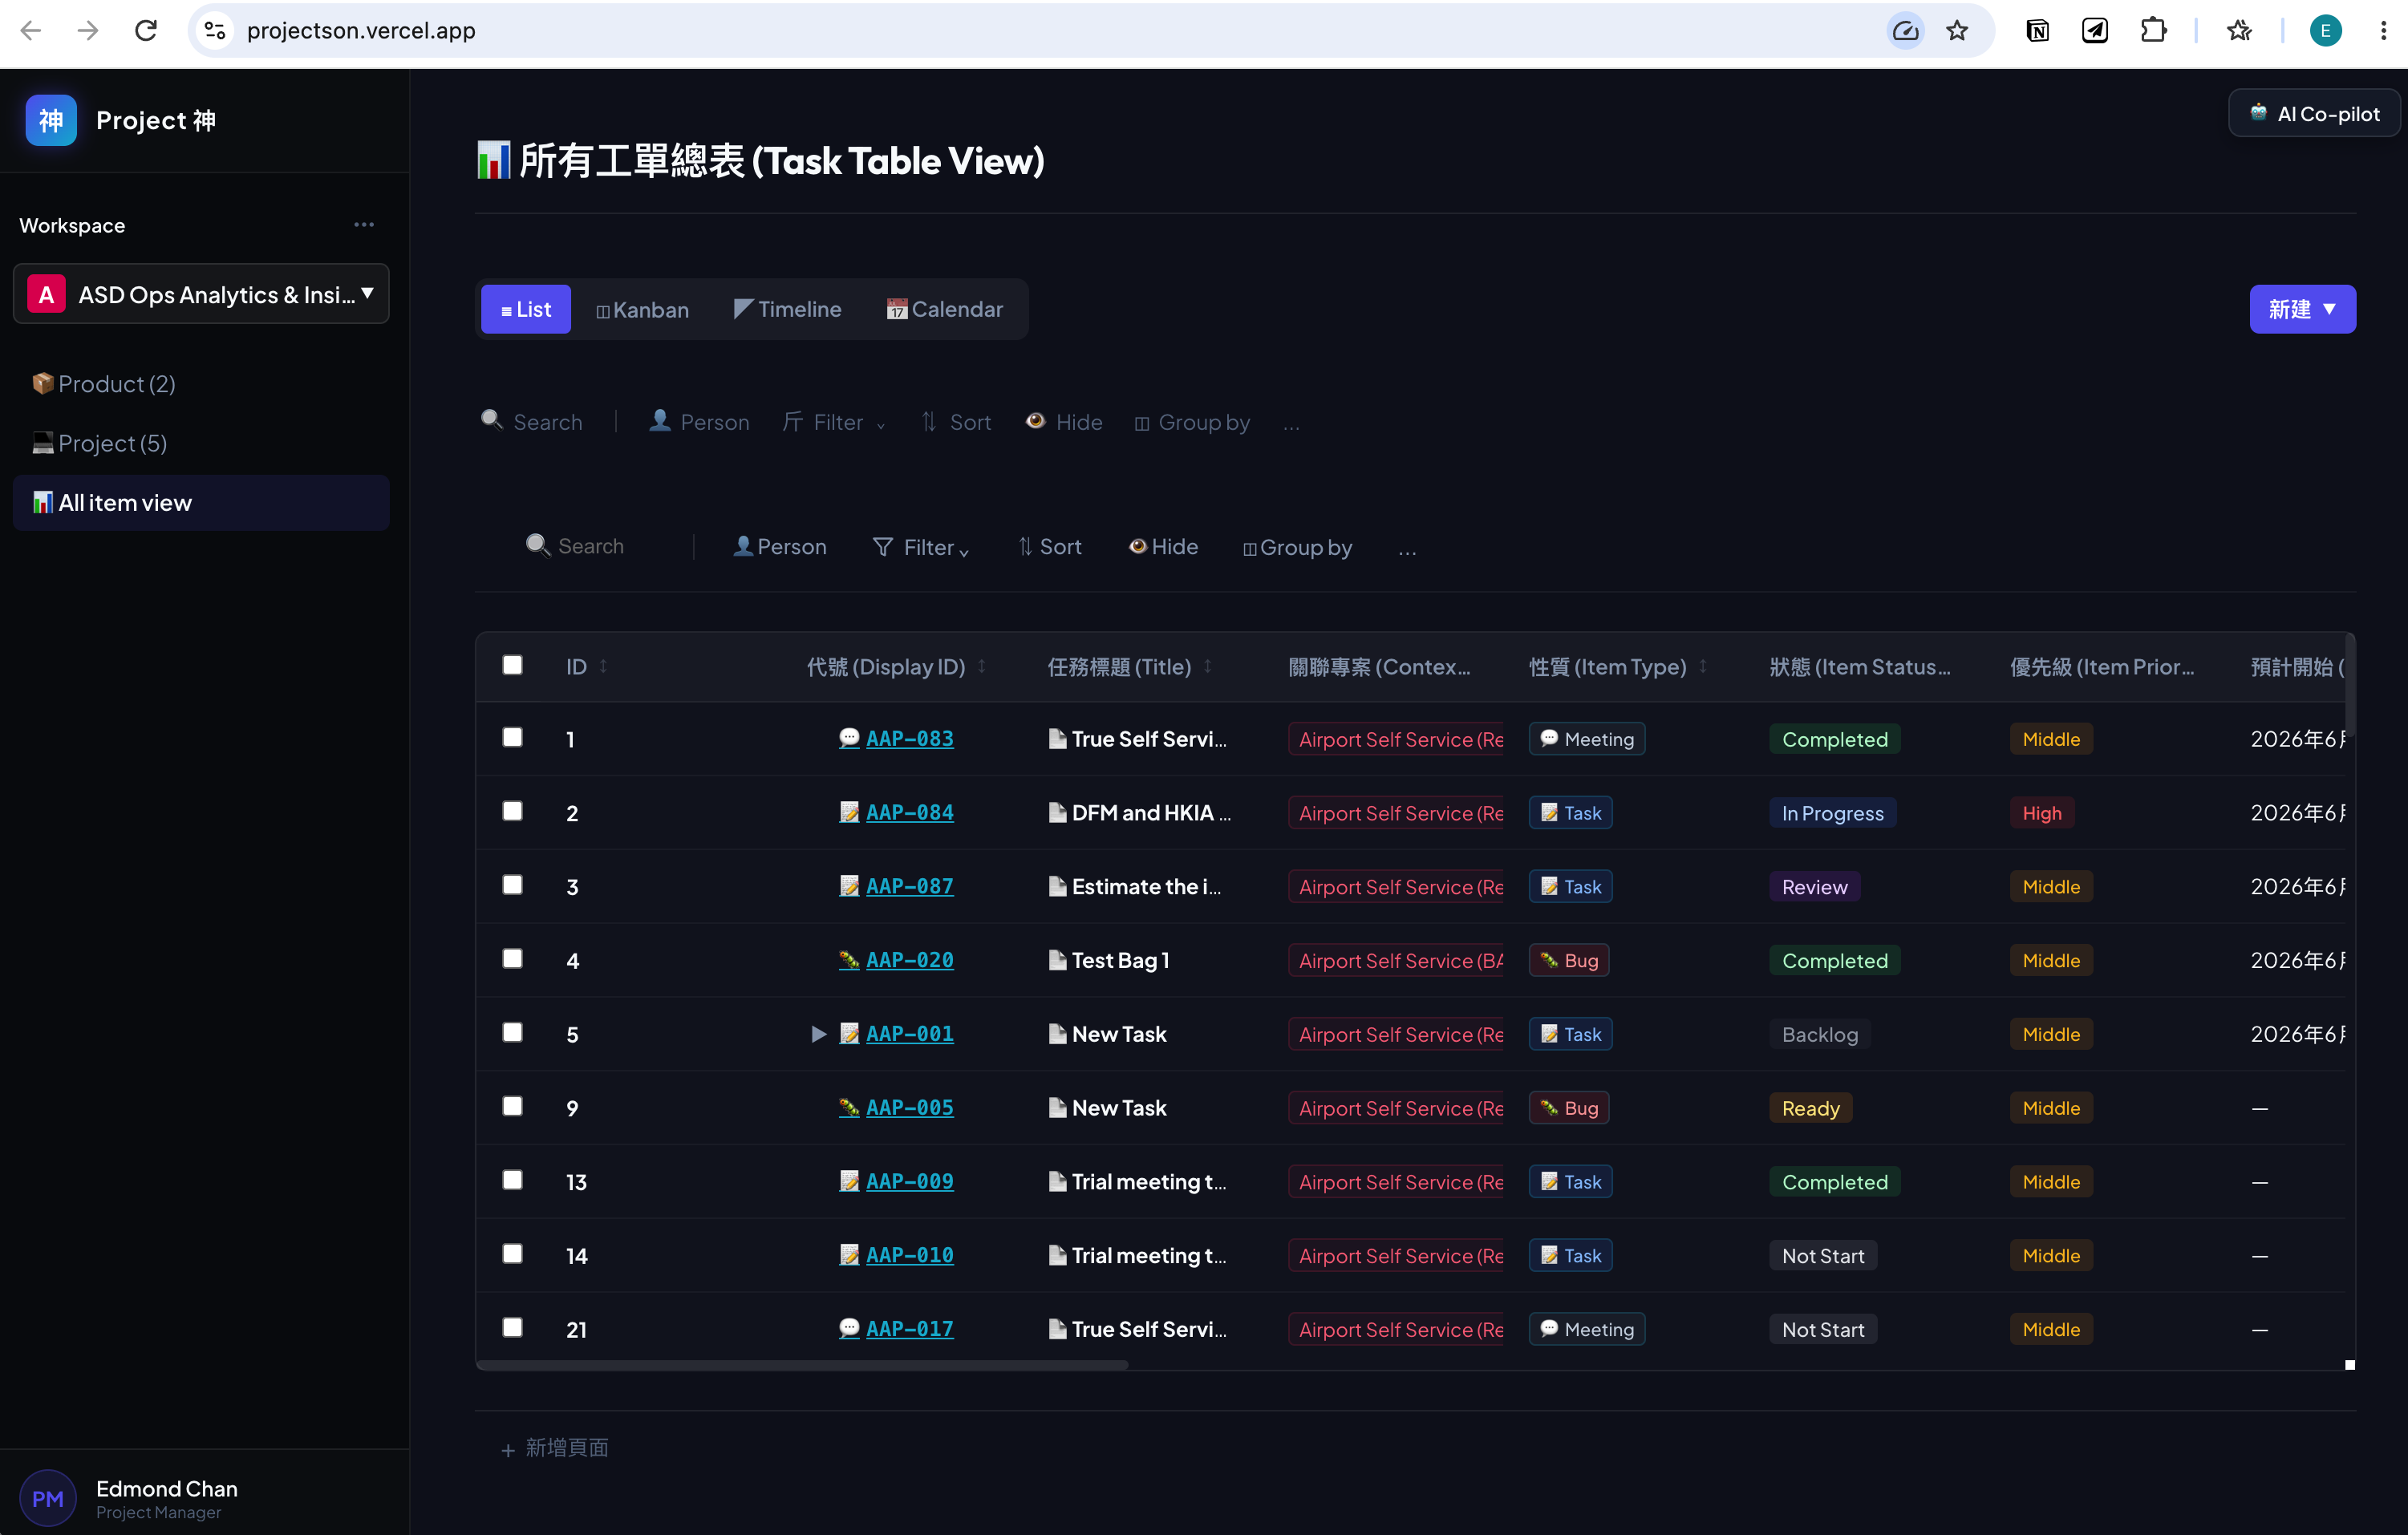 projectson.vercel.app
E
神 Project 神
AI Co-pilot
📊 所有工單總表 (Task Table View)
Workspace
A ASD Ops Analytics & Insi...
List Kanban Timeline Calendar
新建
Product (2)
Search Person Filter Sort Hide Group by ...
Project (5)
All item view
Search Person Filter Sort Hide Group by ...
ID 代號 (Display ID) 任務標題 (Title) 關聯專案 (Contex... 性質 (Item Type) 狀態 (Item Status... 優先級 (Item Prior... 預計開始 (
1 AAP-083 True Self Servi... Airport Self Service (Re Meeting Completed Middle 2026年6月
2 AAP-084 DFM and HKIA ... Airport Self Service (Re Task In Progress High 2026年6月
3 AAP-087 Estimate the i... Airport Self Service (Re Task Review Middle 2026年6月
4 AAP-020 Test Bag 1 Airport Self Service (BA Bug Completed Middle 2026年6月
5 AAP-001 New Task Airport Self Service (Re Task Backlog Middle 2026年6月
9 AAP-005 New Task Airport Self Service (Re Bug Ready Middle —
13 AAP-009 Trial meeting t... Airport Self Service (Re Task Completed Middle —
14 AAP-010 Trial meeting t... Airport Self Service (Re Task Not Start Middle —
21 AAP-017 True Self Servi... Airport Self Service (Re Meeting Not Start Middle —
+ 新增頁面
PM Edmond Chan
Project Manager